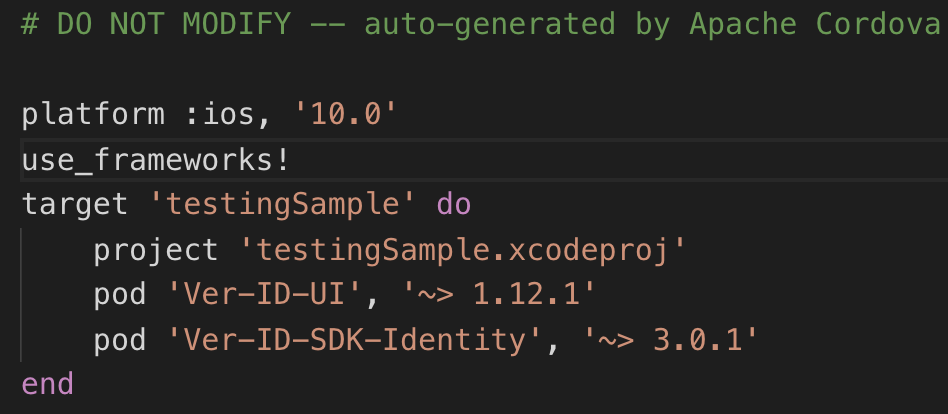 # DO NOT MODIFY -- auto-generated by Apache Cordova
platform :ios, '10.0'
use_frameworks!
target 'testingSample' do
    project 'testingSample.xcodeproj'
    pod 'Ver-ID-UI', '~> 1.12.1'
    pod 'Ver-ID-SDK-Identity', '~> 3.0.1'
end